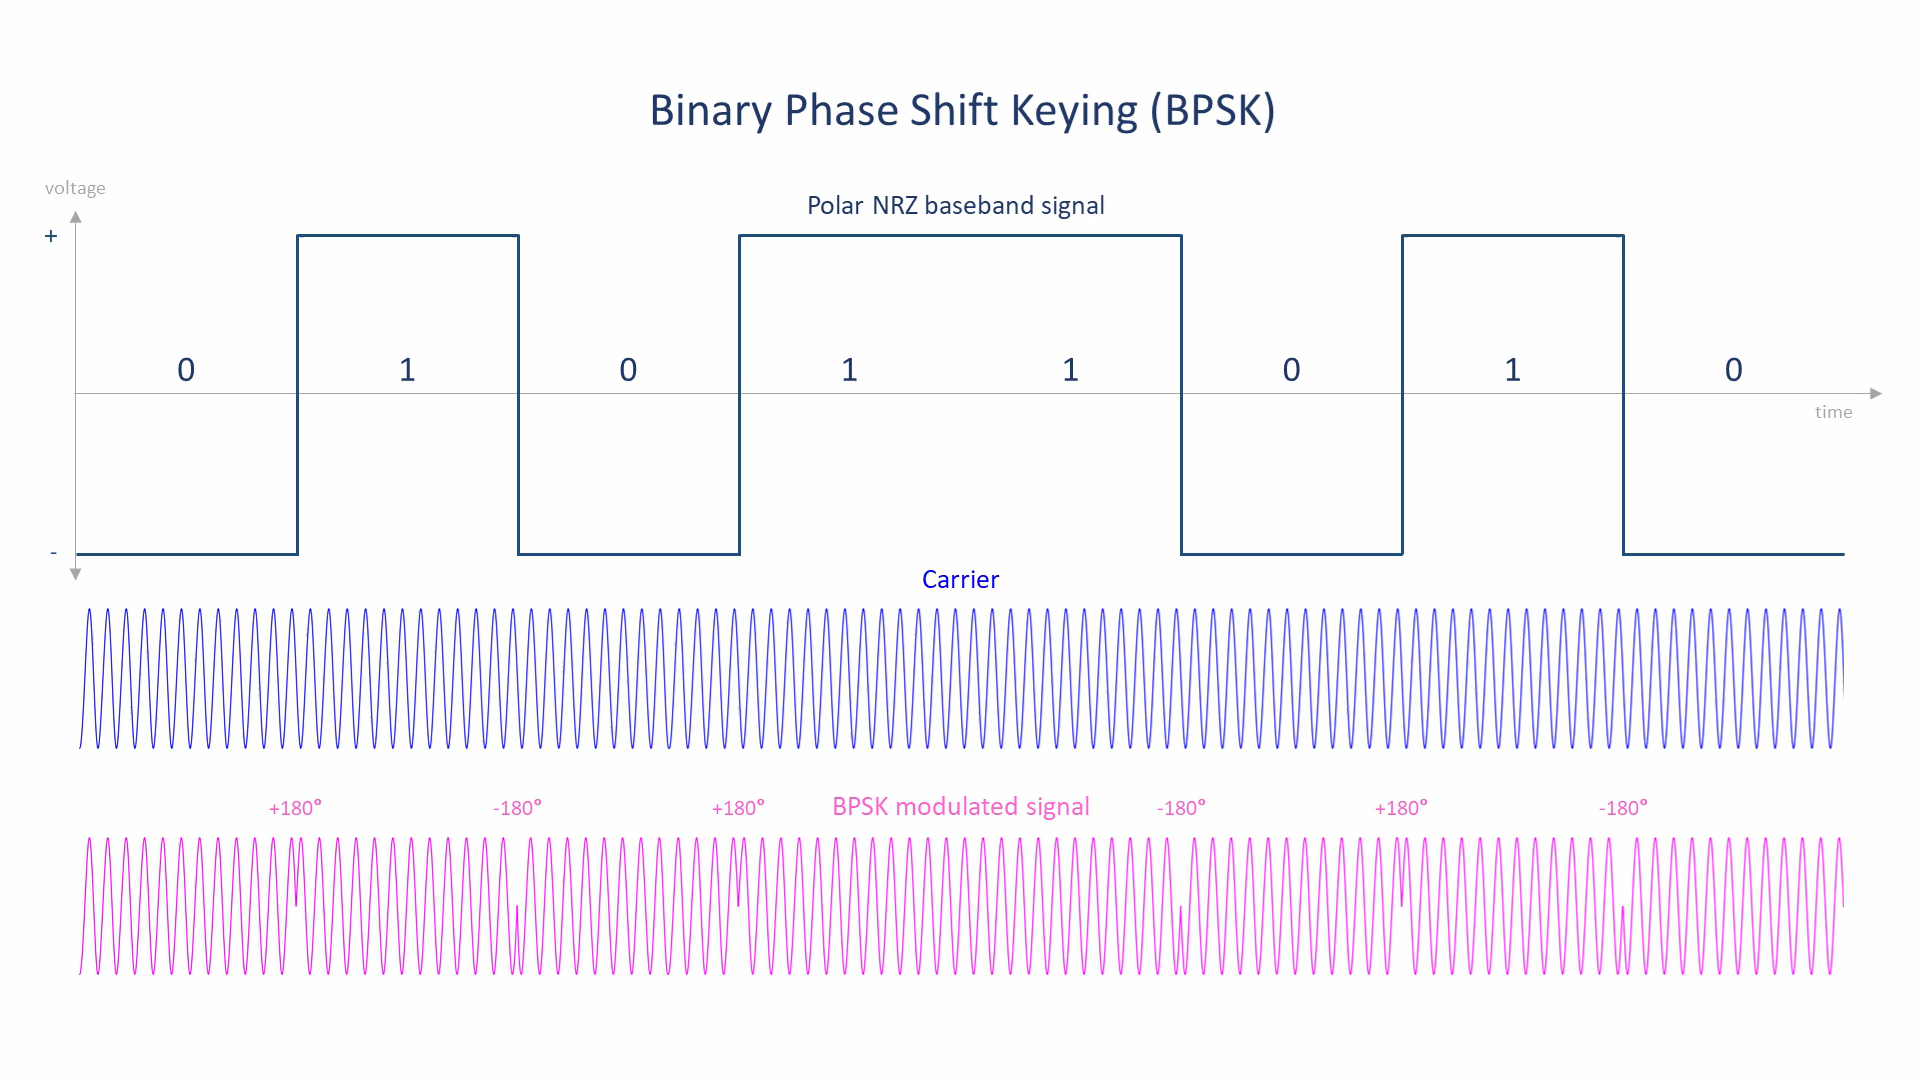 Binary Phase Shift Keying (BPSK)
voltage
Polar NRZ baseband signal
+
0 1 0 1 1 0 1 0
time
-
Carrier
+180° -180° +180° BPSK modulated signal -180° +180° -180°